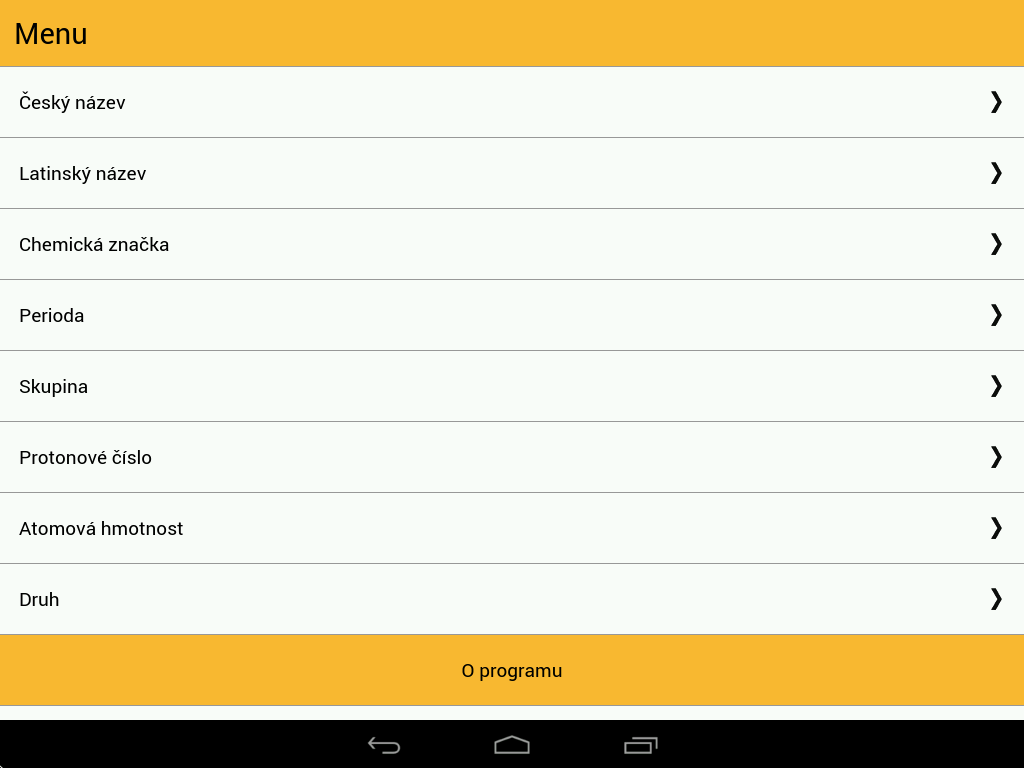 Menu
Český název
Latinský název
Chemická značka
Perioda
Skupina
Protonové číslo
Atomová hmotnost
Druh
O programu